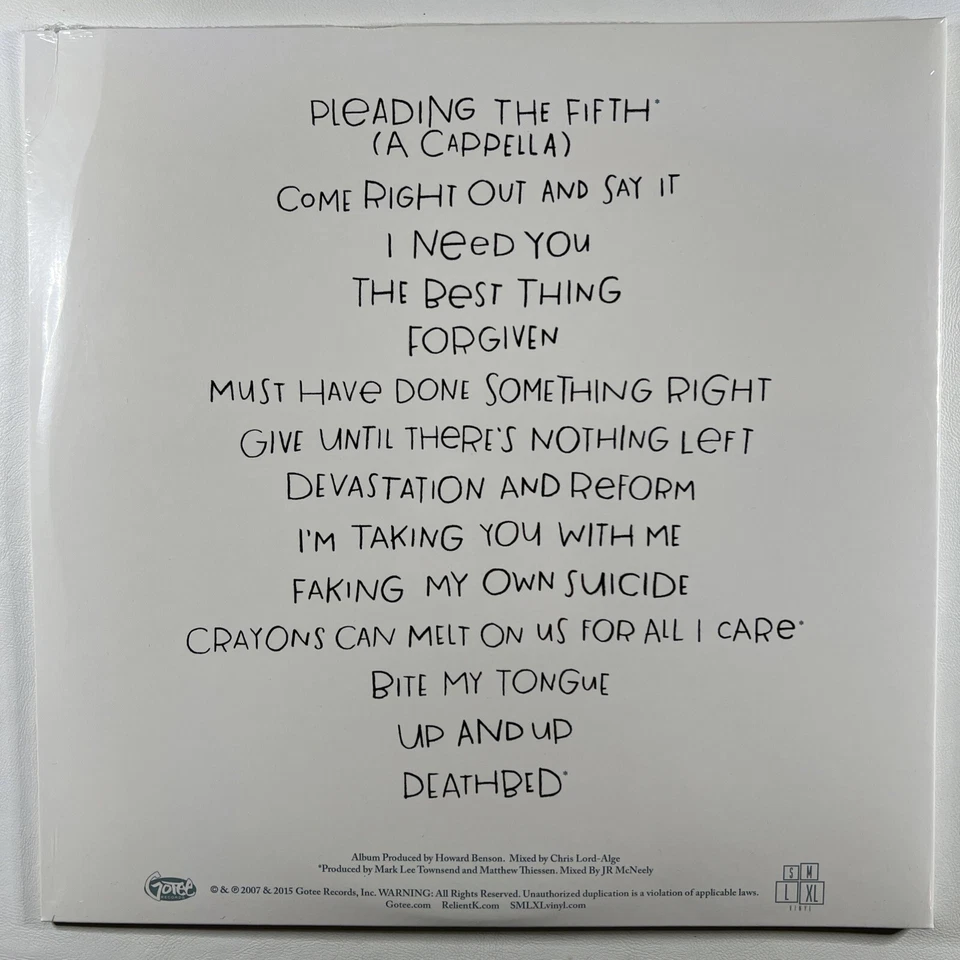 PLeADING THE FIFTH*
(A CAPPELLA)
COME RIGHT OUT AND SAY IT
I NeeD YOU
THE BeST THING
FORGIVEN
MUST HAVe DONE SOMETHING RIGHT
GIVE UNTIL THeRE'S NOTHING LeFT
DEVASTATION AND ReFORM
I'M TAKING YOU WITH ME
FAKING MY OWN SUICIDE
CRAYONS CAN MELT ON US FOR ALL I CARe*
BITE MY TONGUE
UP AND UP
DEATHBED*
Album Produced by Howard Benson. Mixed by Chris Lord-Alge
*Produced by Mark Lee Townsend and Matthew Thiessen. Mixed By JR McNeely
GOTEE
RECORDS
© & ℗ 2007 & 2015 Gotee Records, Inc. WARNING: All Rights Reserved. Unauthorized duplication is a violation of applicable laws.
Gotee.com RelientK.com SMLXLvinyl.com
S M
L XL
VINYL